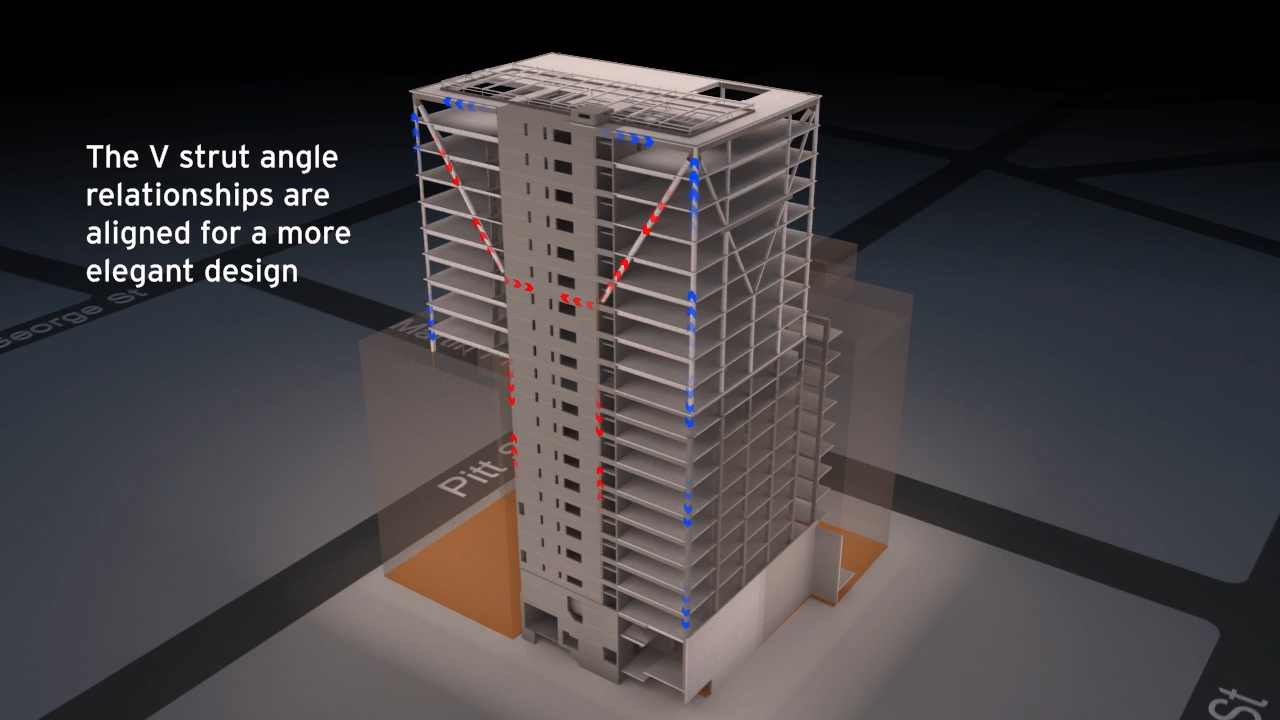 The V strut angle
relationships are
aligned for a more
elegant design
George St
Pitt S
St